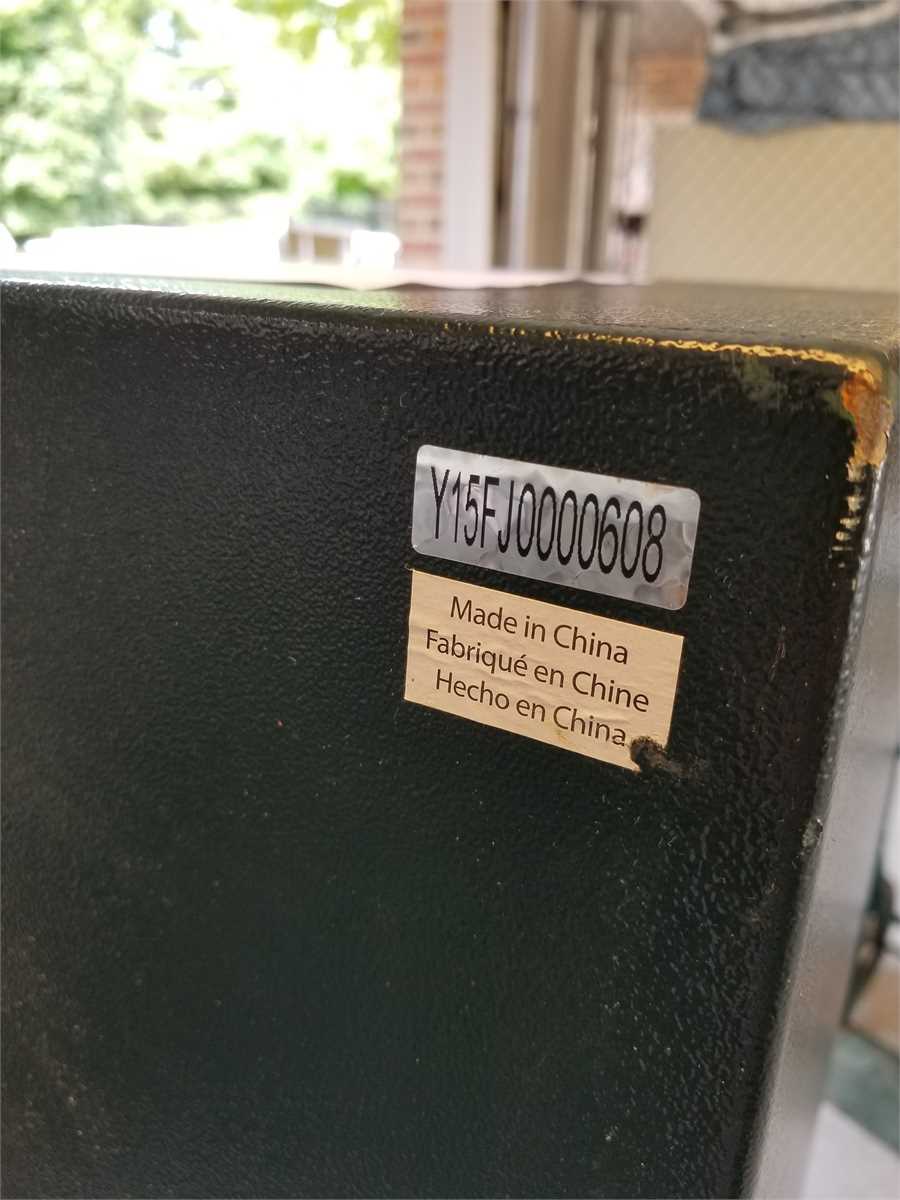 Y15FJ0000608
Made in China
Fabriqué en Chine
Hecho en China